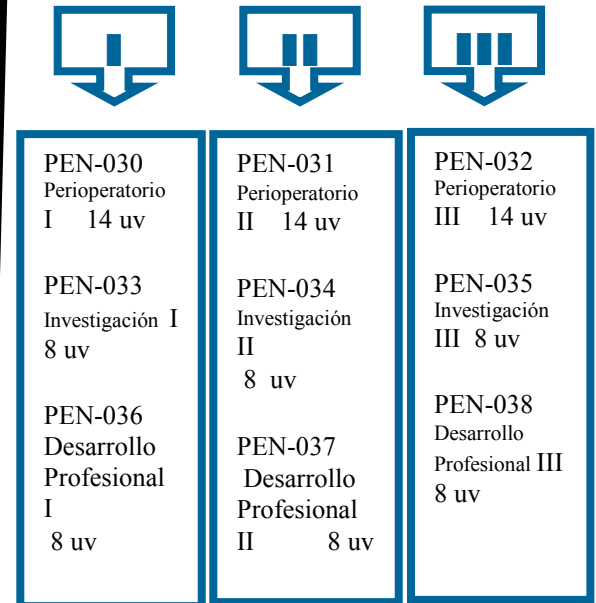 I
II
III
PEN-030
Perioperatorio
I 14 uv
PEN-033
Investigación I
8 uv
PEN-036
Desarrollo
Profesional
I
8 uv
PEN-031
Perioperatorio
II 14 uv
PEN-034
Investigación
II
8 uv
PEN-037
Desarrollo
Profesional
II 8 uv
PEN-032
Perioperatorio
III 14 uv
PEN-035
Investigación
III 8 uv
PEN-038
Desarrollo
Profesional III
8 uv